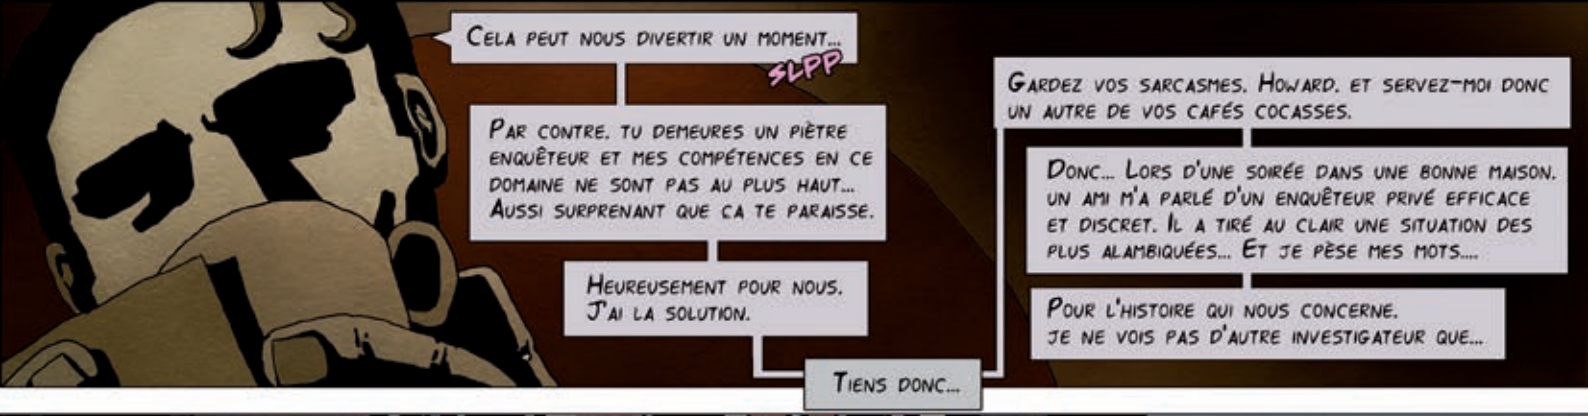 CELA PEUT NOUS DIVERTIR UN MOMENT...
SLPP
PAR CONTRE, TU DEMEURES UN PIÈTRE
ENQUÊTEUR ET MES COMPÉTENCES EN CE
DOMAINE NE SONT PAS AU PLUS HAUT...
AUSSI SURPRENANT QUE CA TE PARAISSE.
HEUREUSEMENT POUR NOUS,
J'AI LA SOLUTION.
TIENS DONC...
GARDEZ VOS SARCASMES, HOWARD, ET SERVEZ-MOI DONC
UN AUTRE DE VOS CAFÉS COCASSES.
DONC... LORS D'UNE SOIRÉE DANS UNE BONNE MAISON,
UN AMI M'A PARLÉ D'UN ENQUÊTEUR PRIVÉ EFFICACE
ET DISCRET. IL A TIRÉ AU CLAIR UNE SITUATION DES
PLUS ALAMBIQUÉES... ET JE PÈSE MES MOTS....
POUR L'HISTOIRE QUI NOUS CONCERNE,
JE NE VOIS PAS D'AUTRE INVESTIGATEUR QUE...